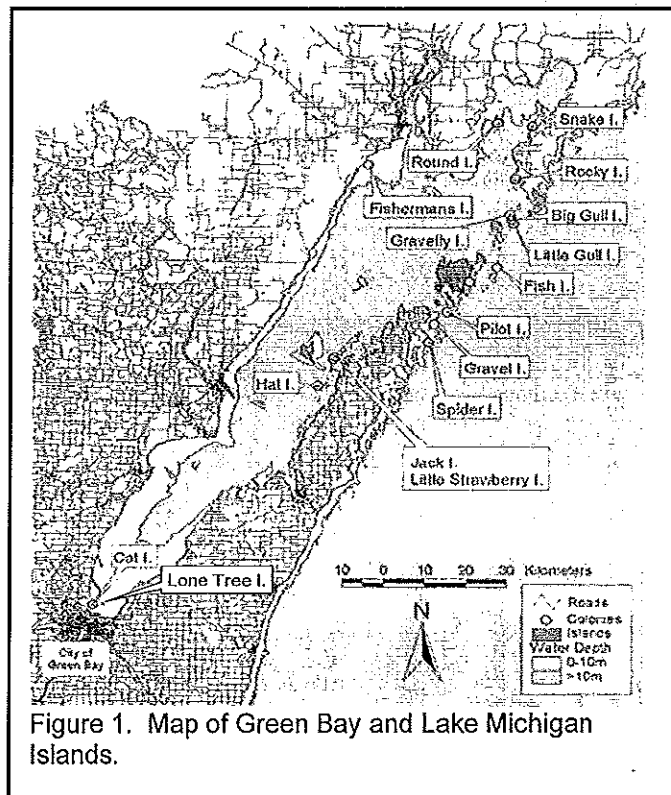 Snake I.
Round I.
Rocky I.
Fishermans I.
Big Gull I.
Gravelly I.
Little Gull I.
Fish I.
Pilot I.
Gravel I.
Hat I.
Spider I.
Jack I.
Little Strawberry I.
Cat I.
Lone Tree I.
City of
Green Bay
10 0 10 20 30 Kilometers
N
Roads
Colonies
Islands
Water Depth
0-10m
>10m
Figure 1. Map of Green Bay and Lake Michigan
Islands.